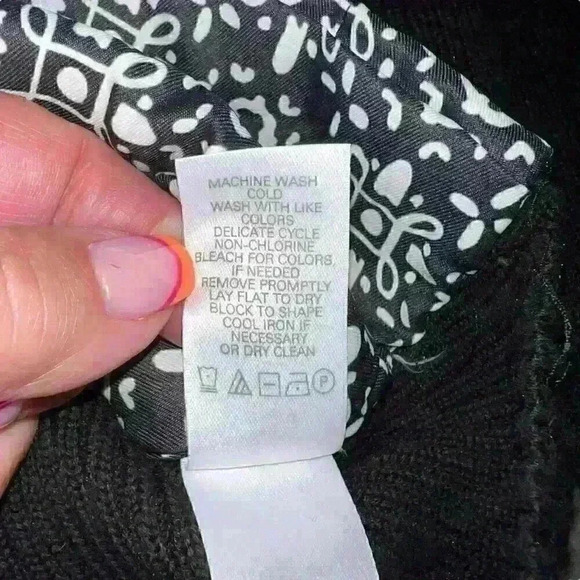 MACHINE WASH
COLD
WASH WITH LIKE
COLORS
DELICATE CYCLE
NON-CHLORINE
BLEACH FOR COLORS,
IF NEEDED
REMOVE PROMPTLY
LAY FLAT TO DRY
BLOCK TO SHAPE
COOL IRON IF
NECESSARY
OR DRY CLEAN
P